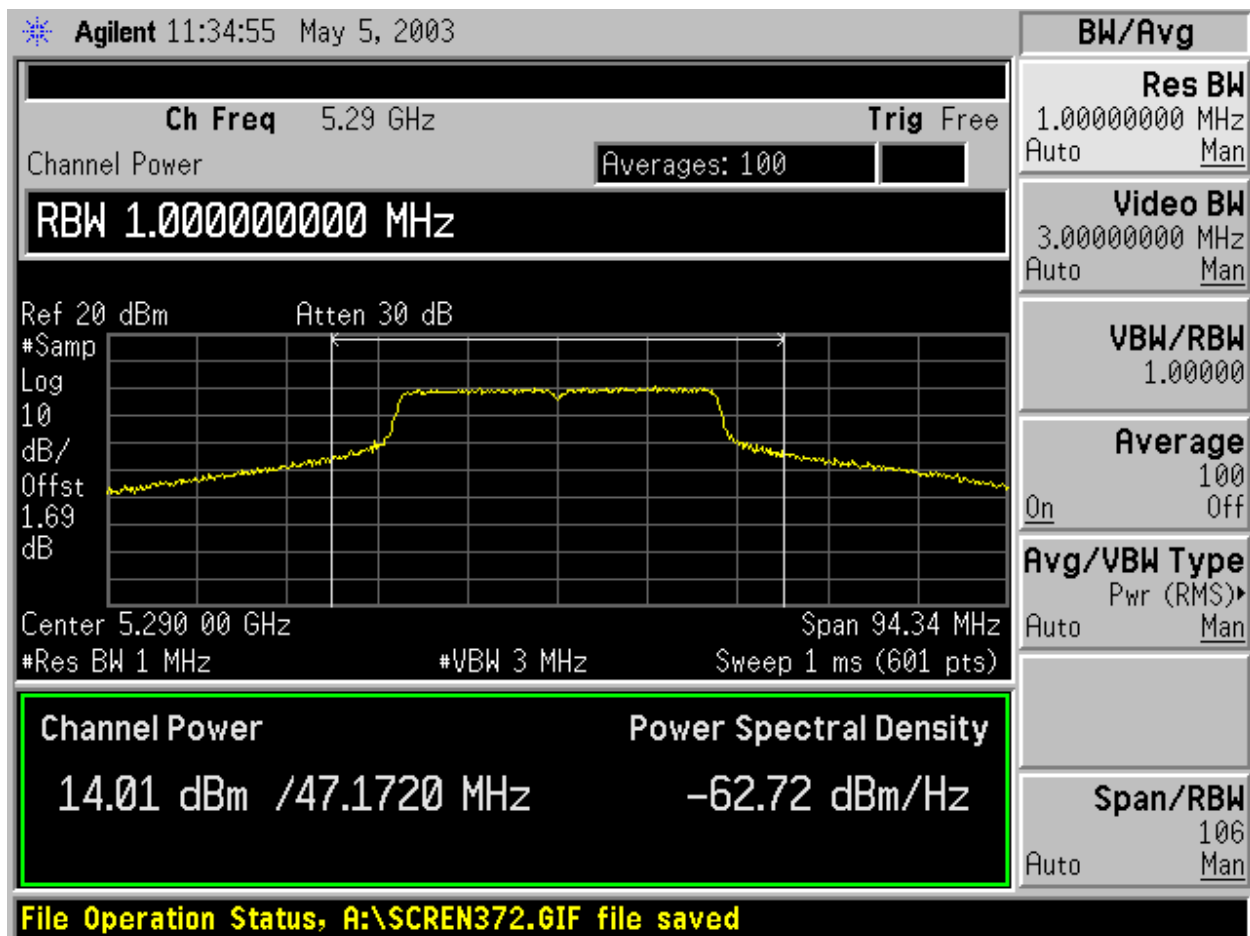 Agilent 11:34:55 May 5, 2003
BW/Avg
Ch Freq 5.29 GHz Trig Free
Channel Power Averages: 100
RBW 1.000000000 MHz
Ref 20 dBm Atten 30 dB
#Samp
Log
10
dB/
Offst
1.69
dB
Center 5.290 00 GHz Span 94.34 MHz
#Res BW 1 MHz #VBW 3 MHz Sweep 1 ms (601 pts)
Channel Power Power Spectral Density
14.01 dBm /47.1720 MHz -62.72 dBm/Hz
Res BW
1.00000000 MHz
Auto Man
Video BW
3.00000000 MHz
Auto Man
VBW/RBW
1.00000
Average
100
On Off
Avg/VBW Type
Pwr (RMS)▸
Auto Man
Span/RBW
106
Auto Man
File Operation Status, A:\SCREN372.GIF file saved